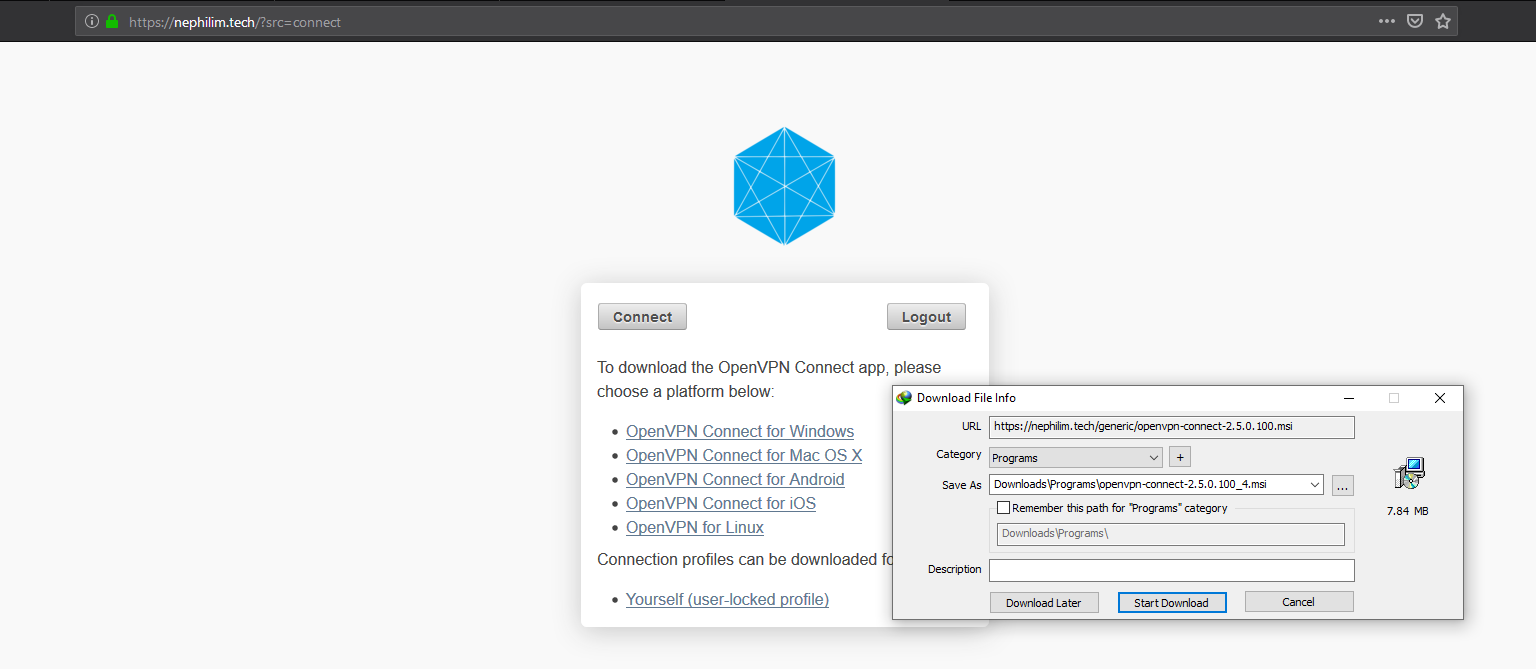 https://nephilim.tech/?src=connect
Connect
Logout
To download the OpenVPN Connect app, please
choose a platform below:
OpenVPN Connect for Windows
OpenVPN Connect for Mac OS X
OpenVPN Connect for Android
OpenVPN Connect for iOS
OpenVPN for Linux
Connection profiles can be downloaded fo
Yourself (user-locked profile)
Download File Info
URL https://nephilim.tech/generic/openvpn-connect-2.5.0.100.msi
Category Programs +
Save As Downloads\Programs\openvpn-connect-2.5.0.100_4.msi ...
Remember this path for "Programs" category
Downloads\Programs\
7.84 MB
Description
Download Later Start Download Cancel